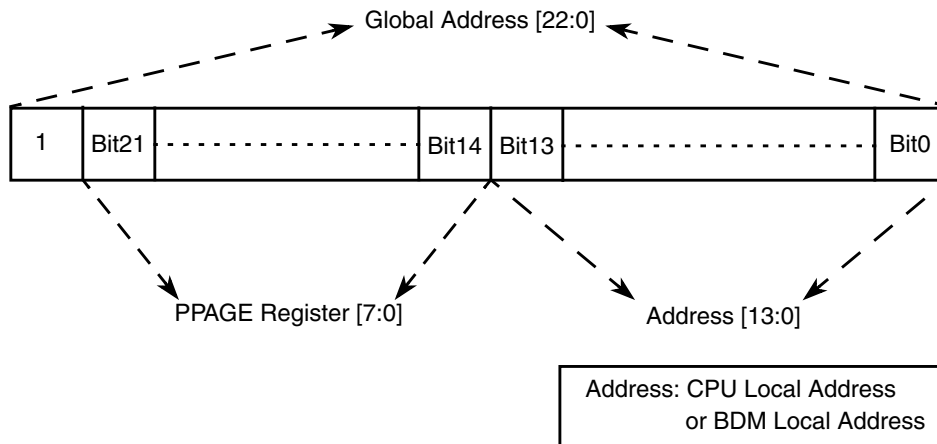 Global Address [22:0]
1 Bit21 Bit14 Bit13 Bit0
PPAGE Register [7:0]
Address [13:0]
Address: CPU Local Address
or BDM Local Address